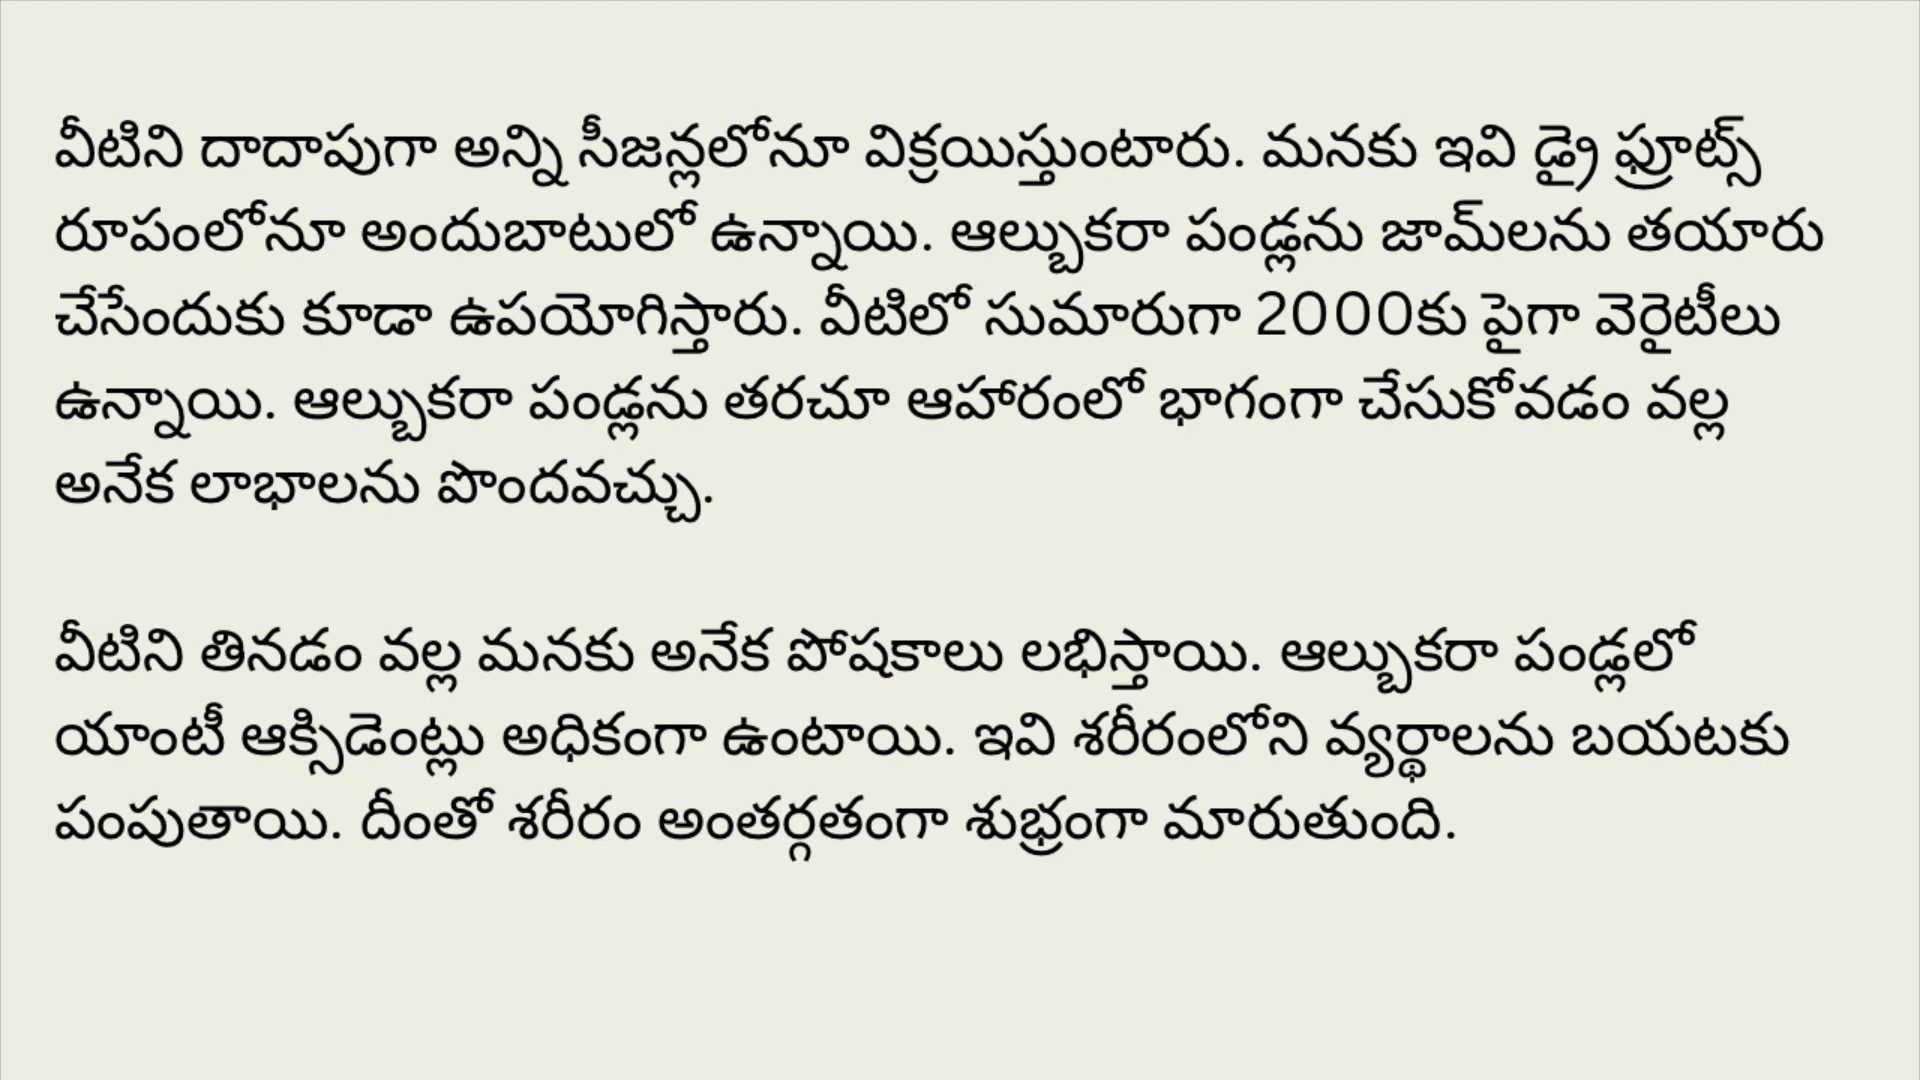 వీటిని దాదాపుగా అన్ని సీజన్లలోనూ విక్రయిస్తుంటారు. మనకు ఇవి డ్రై ఫ్రూట్స్
రూపంలోనూ అందుబాటులో ఉన్నాయి. ఆల్బుకరా పండ్లను జామ్‌లను తయారు
చేసేందుకు కూడా ఉపయోగిస్తారు. వీటిలో సుమారుగా 2000కు పైగా వెరైటీలు
ఉన్నాయి. ఆల్బుకరా పండ్లను తరచూ ఆహారంలో భాగంగా చేసుకోవడం వల్ల
అనేక లాభాలను పొందవచ్చు.
వీటిని తినడం వల్ల మనకు అనేక పోషకాలు లభిస్తాయి. ఆల్బుకరా పండ్లలో
యాంటీ ఆక్సిడెంట్లు అధికంగా ఉంటాయి. ఇవి శరీరంలోని వ్యర్థాలను బయటకు
పంపుతాయి. దీంతో శరీరం అంతర్గతంగా శుభ్రంగా మారుతుంది.